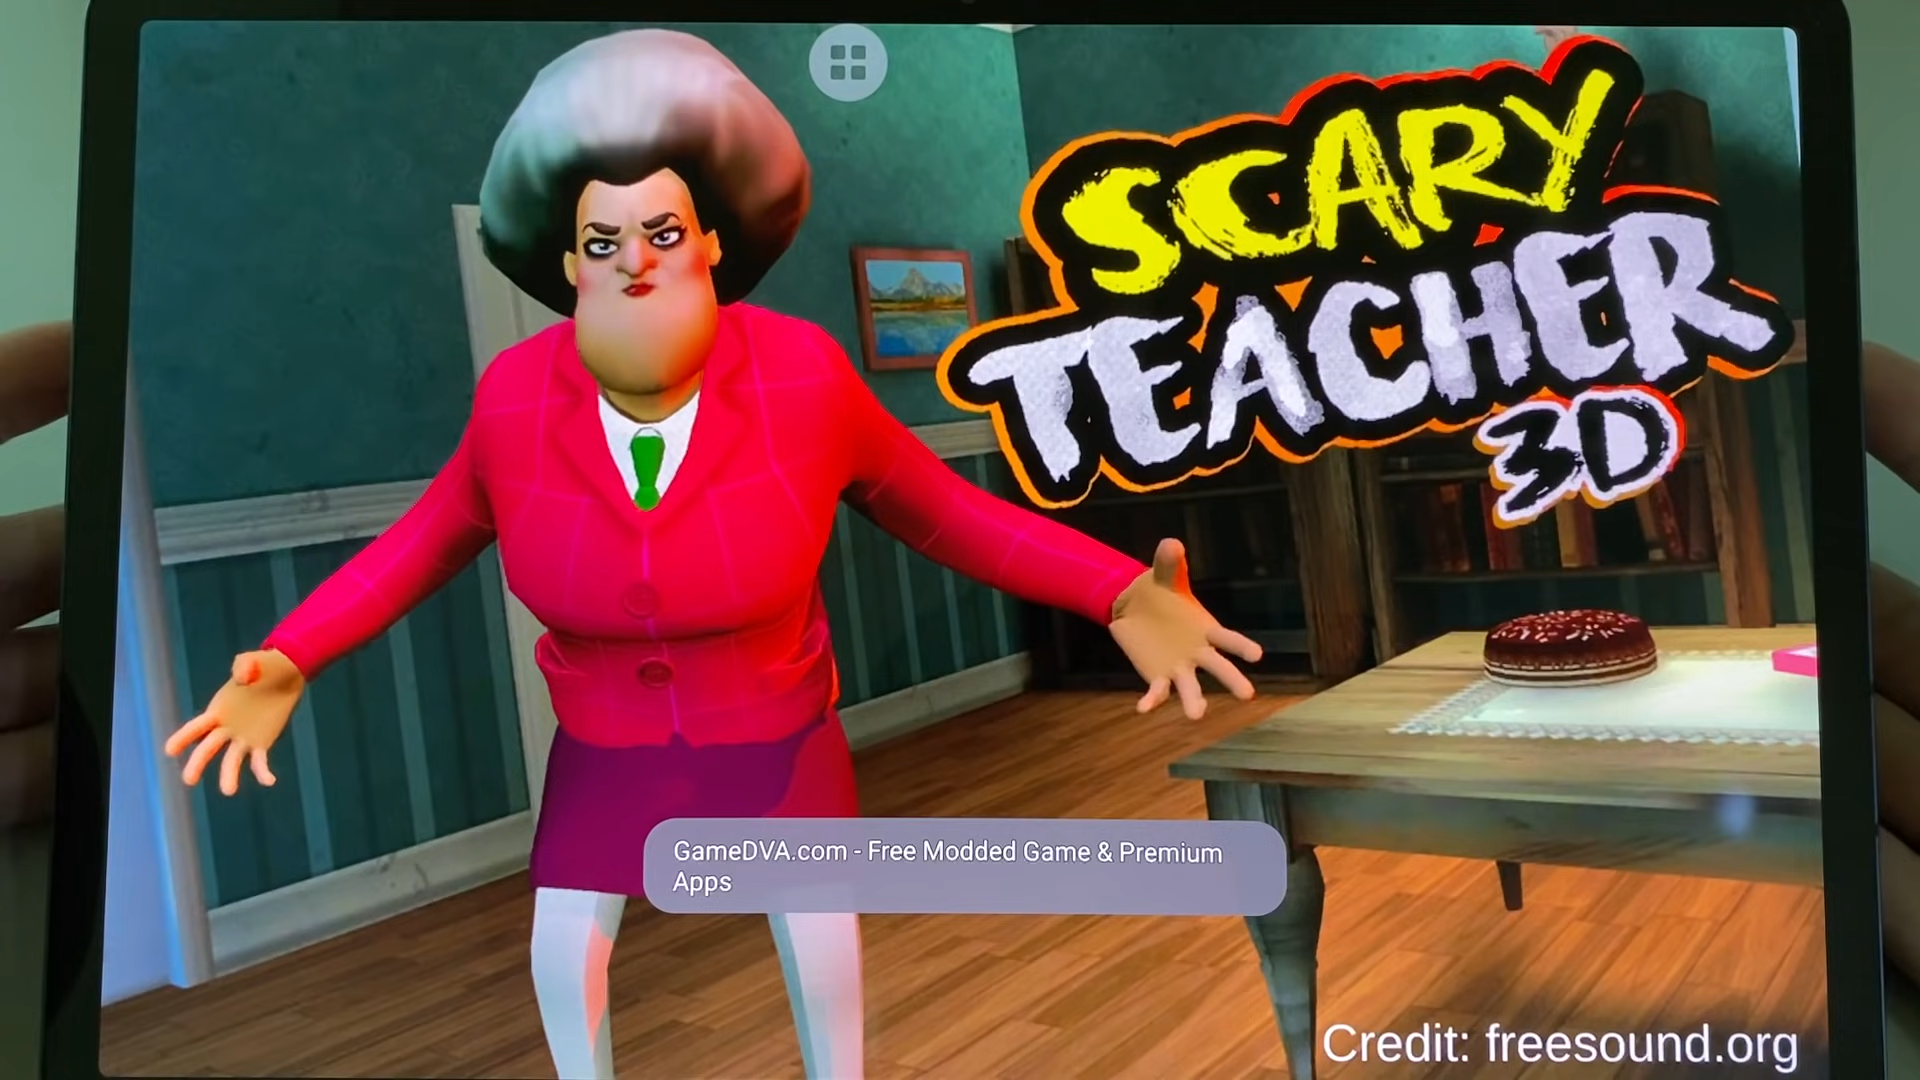 SCARY
TEACHER
3D
GameDVA.com - Free Modded Game & Premium
Apps
Credit: freesound.org